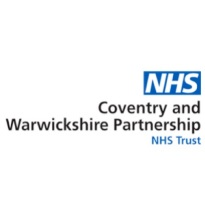 NHS
Coventry and
Warwickshire Partnership
NHS Trust